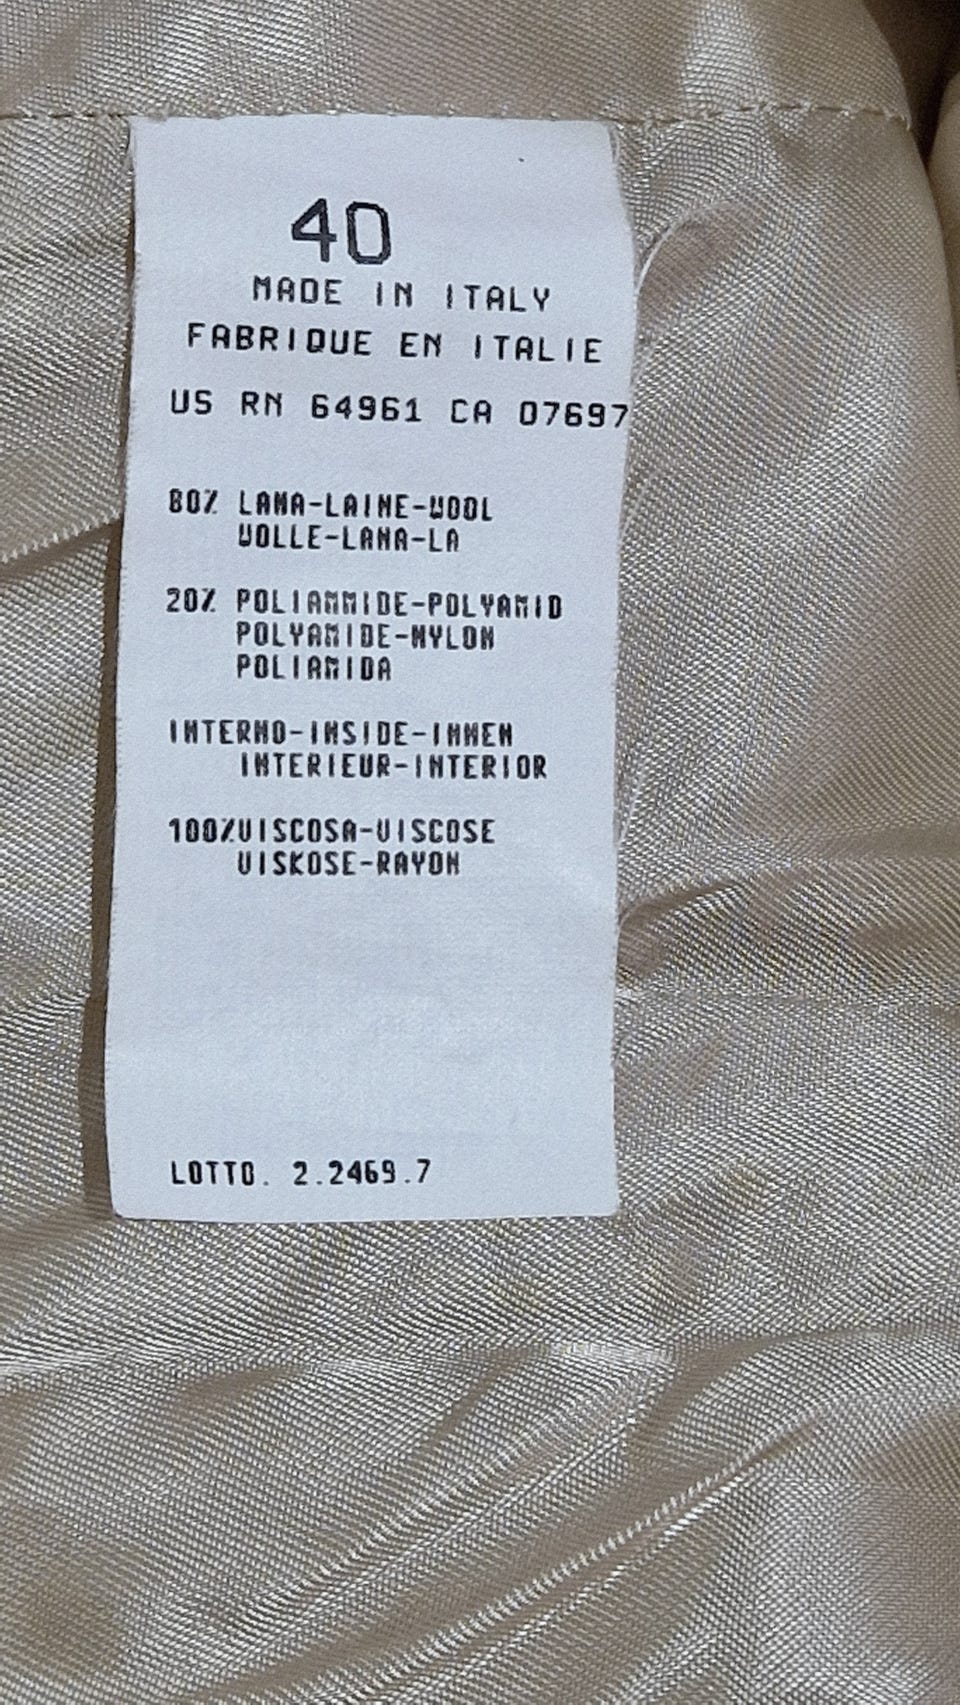 40
MADE IN ITALY
FABRIQUE EN ITALIE
US RN 64961 CA 07697
80% LANA-LAINE-WOOL
WOLLE-LANA-LA
20% POLIAMMIDE-POLYAMID
POLYAMIDE-NYLON
POLIAMIDA
INTERNO-INSIDE-INNEN
INTERIEUR-INTERIOR
100%VISCOSA-VISCOSE
VISKOSE-RAYON
LOTTO. 2.2469.7